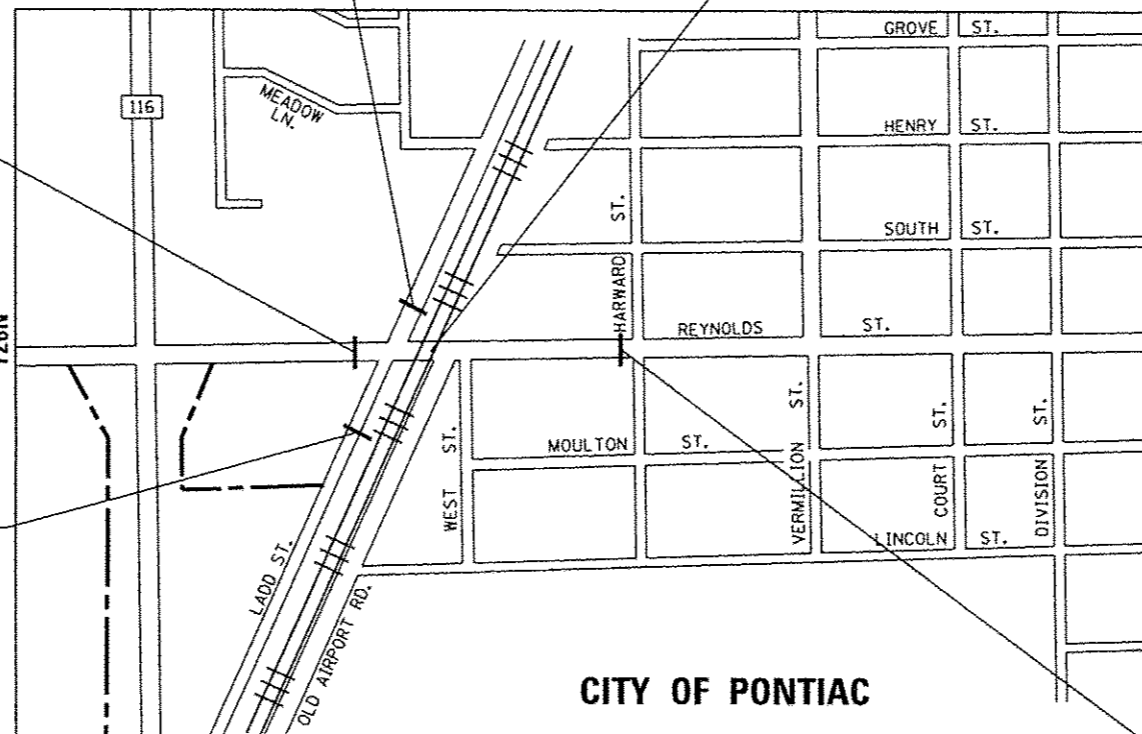 GROVE ST.
116
MEADOW
LN.
HENRY ST.
ST.
SOUTH ST.
HARWARD
REYNOLDS ST.
ST.
ST.
ST.
ST.
MOULTON ST.
WEST
VERMILLION
COURT
DIVISION
LINCOLN ST.
LADD ST.
OLD AIRPORT RD.
CITY OF PONTIAC